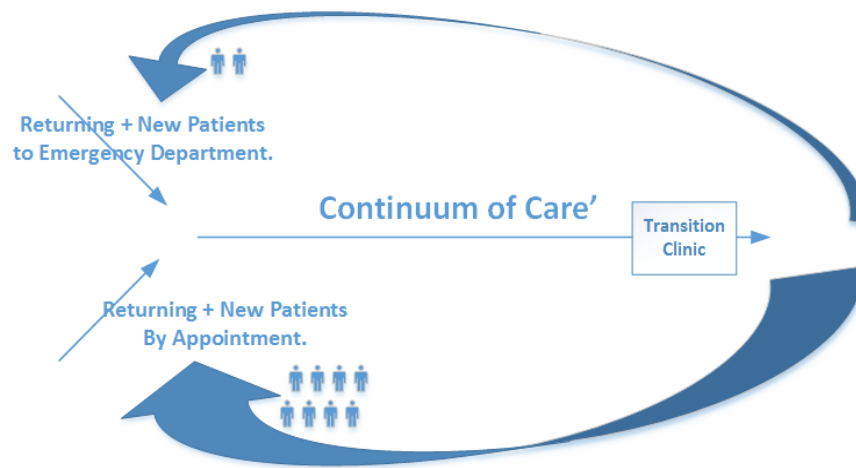 Returning + New Patients
to Emergency Department.
Continuum of Care'
Transition
Clinic
Returning + New Patients
By Appointment.